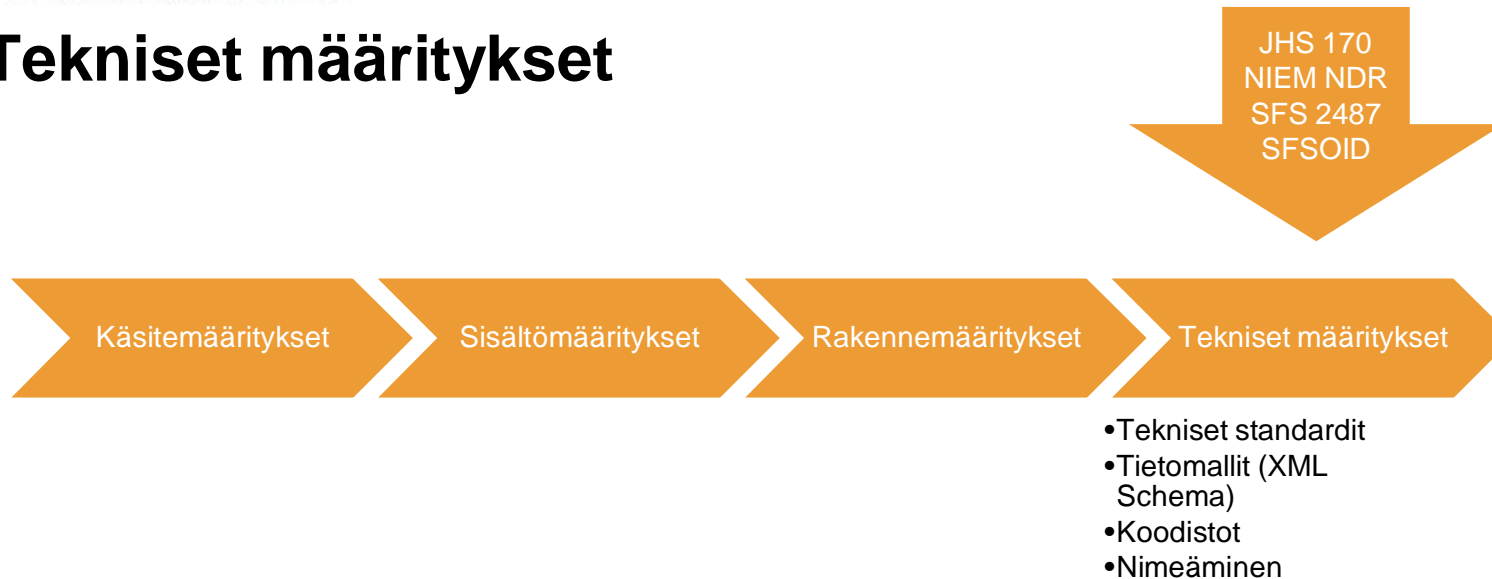 Tekniset määritykset
JHS 170
NIEM NDR
SFS 2487
SFSOID
Käsitemääritykset
Sisältömääritykset
Rakennemääritykset
Tekniset määritykset
•Tekniset standardit
•Tietomallit (XML
Schema)
•Koodistot
•Nimeäminen